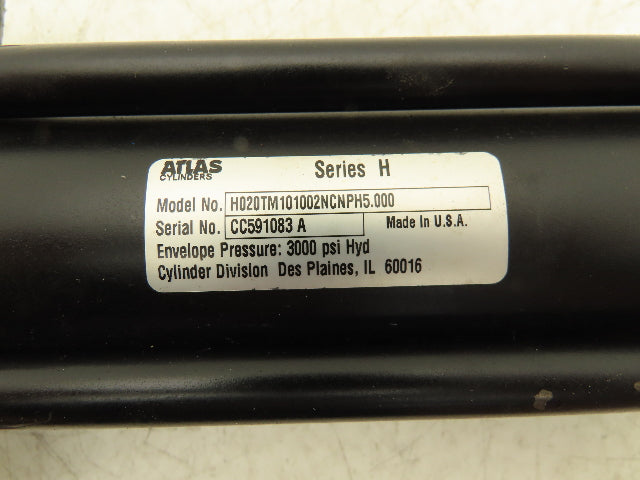 ATLAS
CYLINDERS
Series H
Model No. H020TM101002NCNPH5.000
Serial No. CC591083 A Made In U.S.A.
Envelope Pressure: 3000 psi Hyd
Cylinder Division Des Plaines, IL 60016